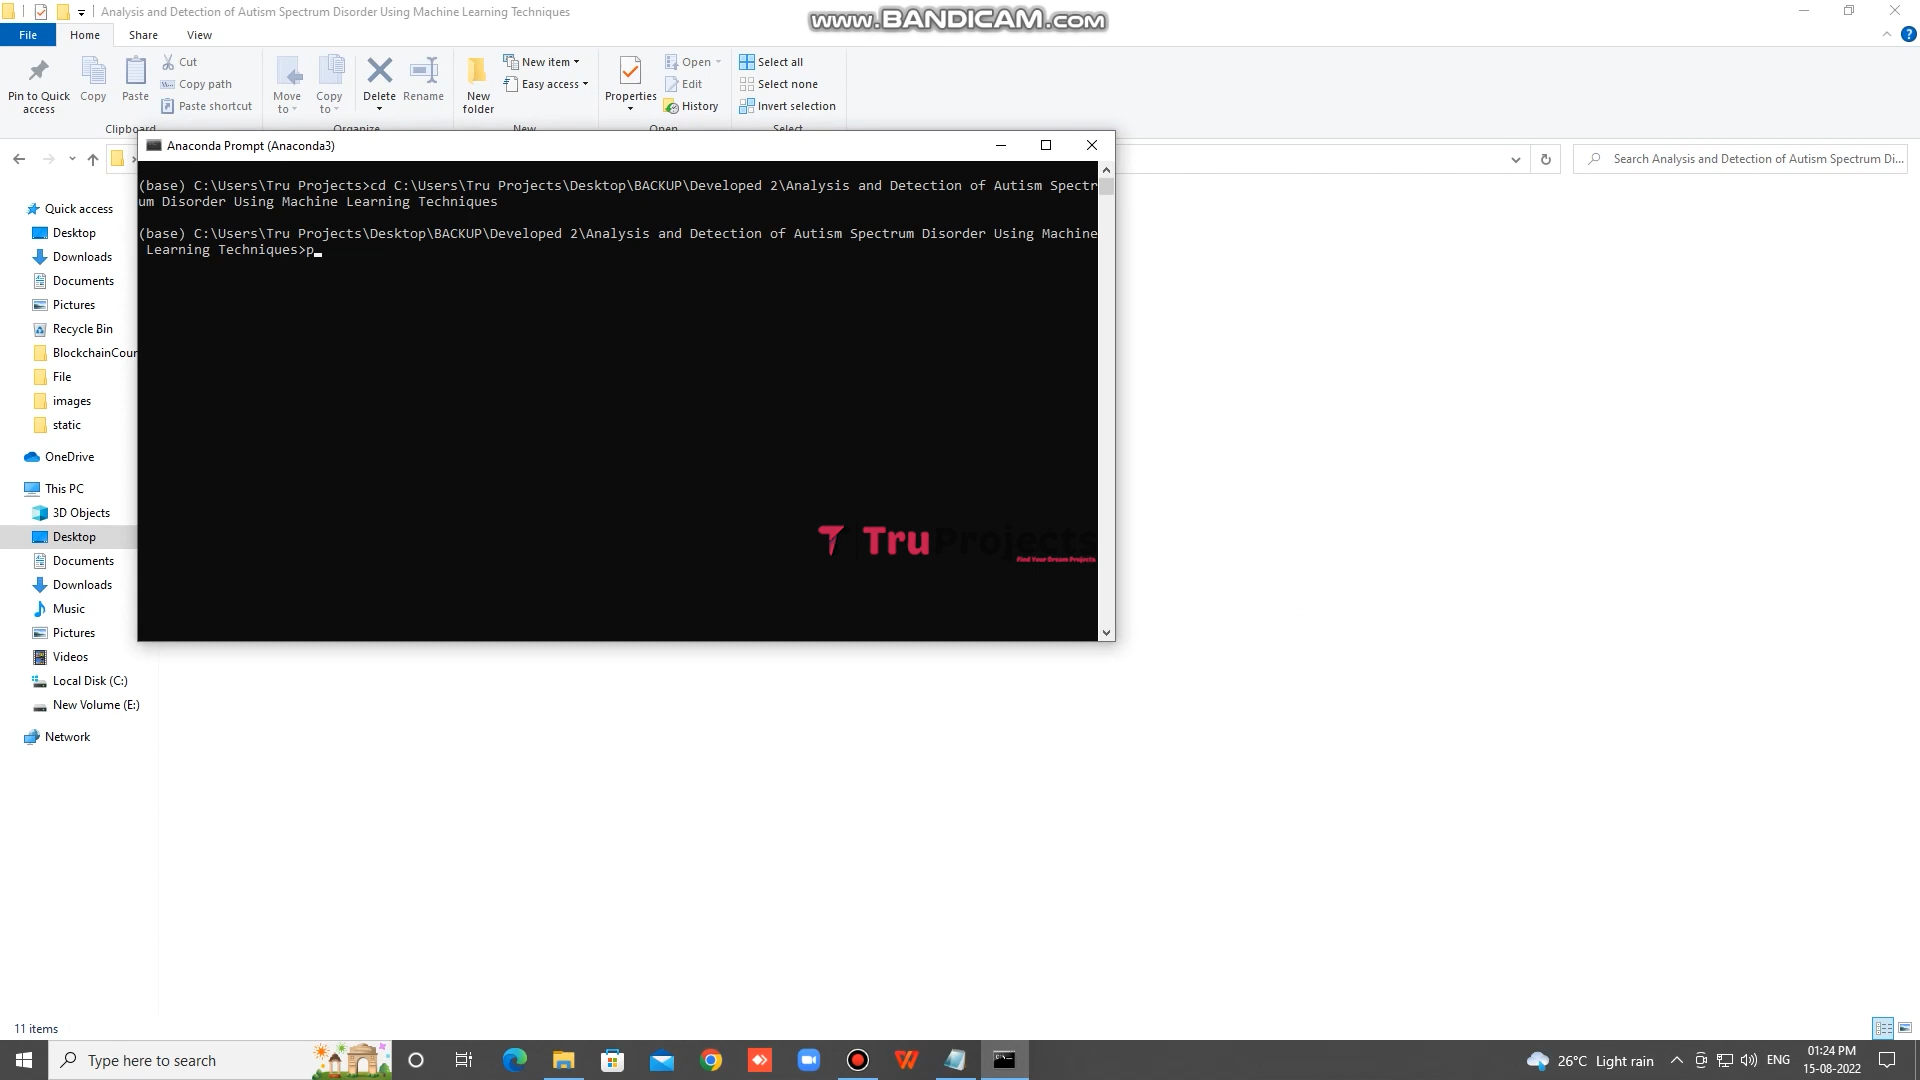 Analysis and Detection of Autism Spectrum Disorder Using Machine Learning Techniques
www.BANDICAM.com
File Home Share View
Pin to Quick access
Copy
Paste
Cut
Copy path
Paste shortcut
Clipboard
Move to
Copy to
Delete
Rename
Organize
New folder
New item
Easy access
New
Properties
Open
Edit
History
Open
Select all
Select none
Invert selection
Select
Search Analysis and Detection of Autism Spectrum Di...
Anaconda Prompt (Anaconda3)
(base) C:\Users\Tru Projects>cd C:\Users\Tru Projects\Desktop\BACKUP\Developed 2\Analysis and Detection of Autism Spectr
um Disorder Using Machine Learning Techniques
(base) C:\Users\Tru Projects\Desktop\BACKUP\Developed 2\Analysis and Detection of Autism Spectrum Disorder Using Machine
Learning Techniques>p
TruProjects
Find Your Dream Projects
Quick access
Desktop
Downloads
Documents
Pictures
Recycle Bin
BlockchainCour
File
images
static
OneDrive
This PC
3D Objects
Desktop
Documents
Downloads
Music
Pictures
Videos
Local Disk (C:)
New Volume (E:)
Network
11 items
Type here to search
26°C Light rain
ENG
01:24 PM
15-08-2022